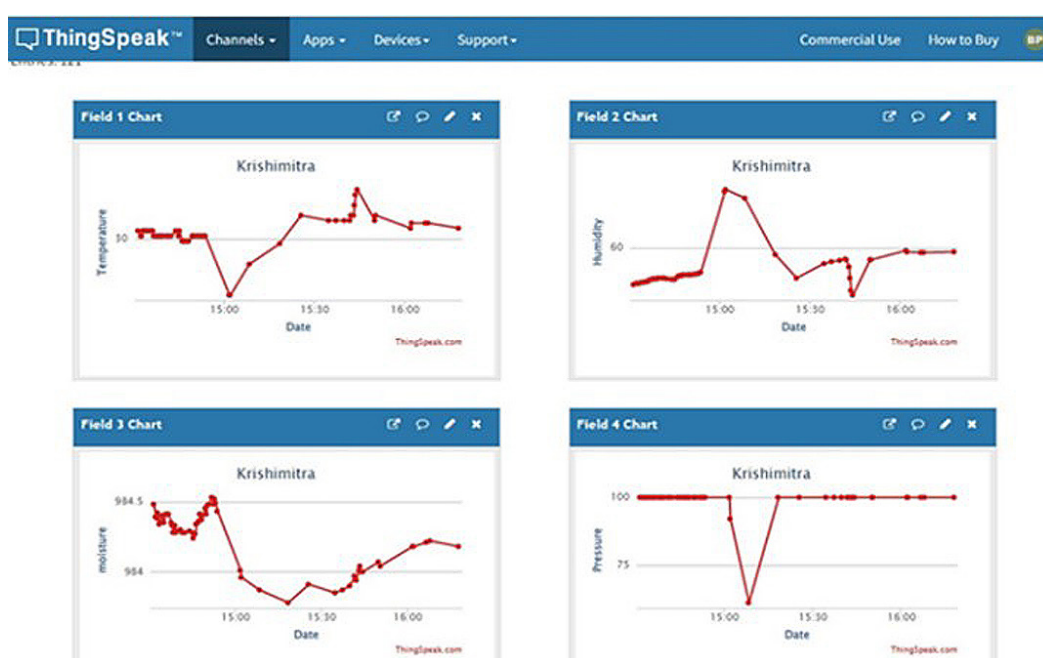 ThingSpeak™ Channels Apps Devices Support Commercial Use How to Buy BP
Field 1 Chart
Krishimitra
Temperature
30
15:00 15:30 16:00
Date
ThingSpeak.com
Field 2 Chart
Krishimitra
Humidity
60
15:00 15:30 16:00
Date
ThingSpeak.com
Field 3 Chart
Krishimitra
moisture
984.5
984
15:00 15:30 16:00
Date
ThingSpeak.com
Field 4 Chart
Krishimitra
Pressure
100
75
15:00 15:30 16:00
Date
ThingSpeak.com